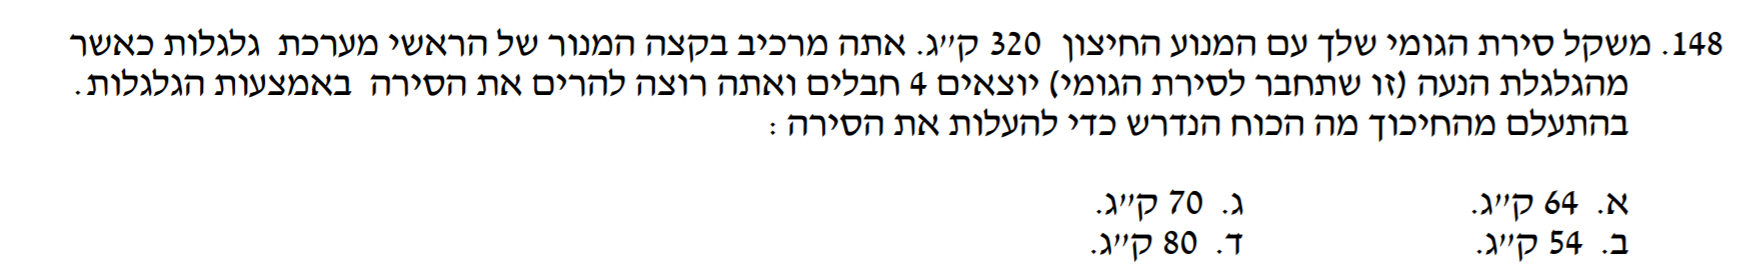 148. משקל סירת הגומי שלך עם המנוע החיצון 320 ק״ג. אתה מרכיב בקצה המנור של הראשי מערכת גלגלות כאשר
מהגלגלת הנעה (זו שתחבר לסירת הגומי) יוצאים 4 חבלים ואתה רוצה להרים את הסירה באמצעות הגלגלות.
בהתעלם מהחיכוך מה הכוח הנדרש כדי להעלות את הסירה :
א. 64 ק״ג. ג. 70 ק״ג.
ב. 54 ק״ג. ד. 80 ק״ג.